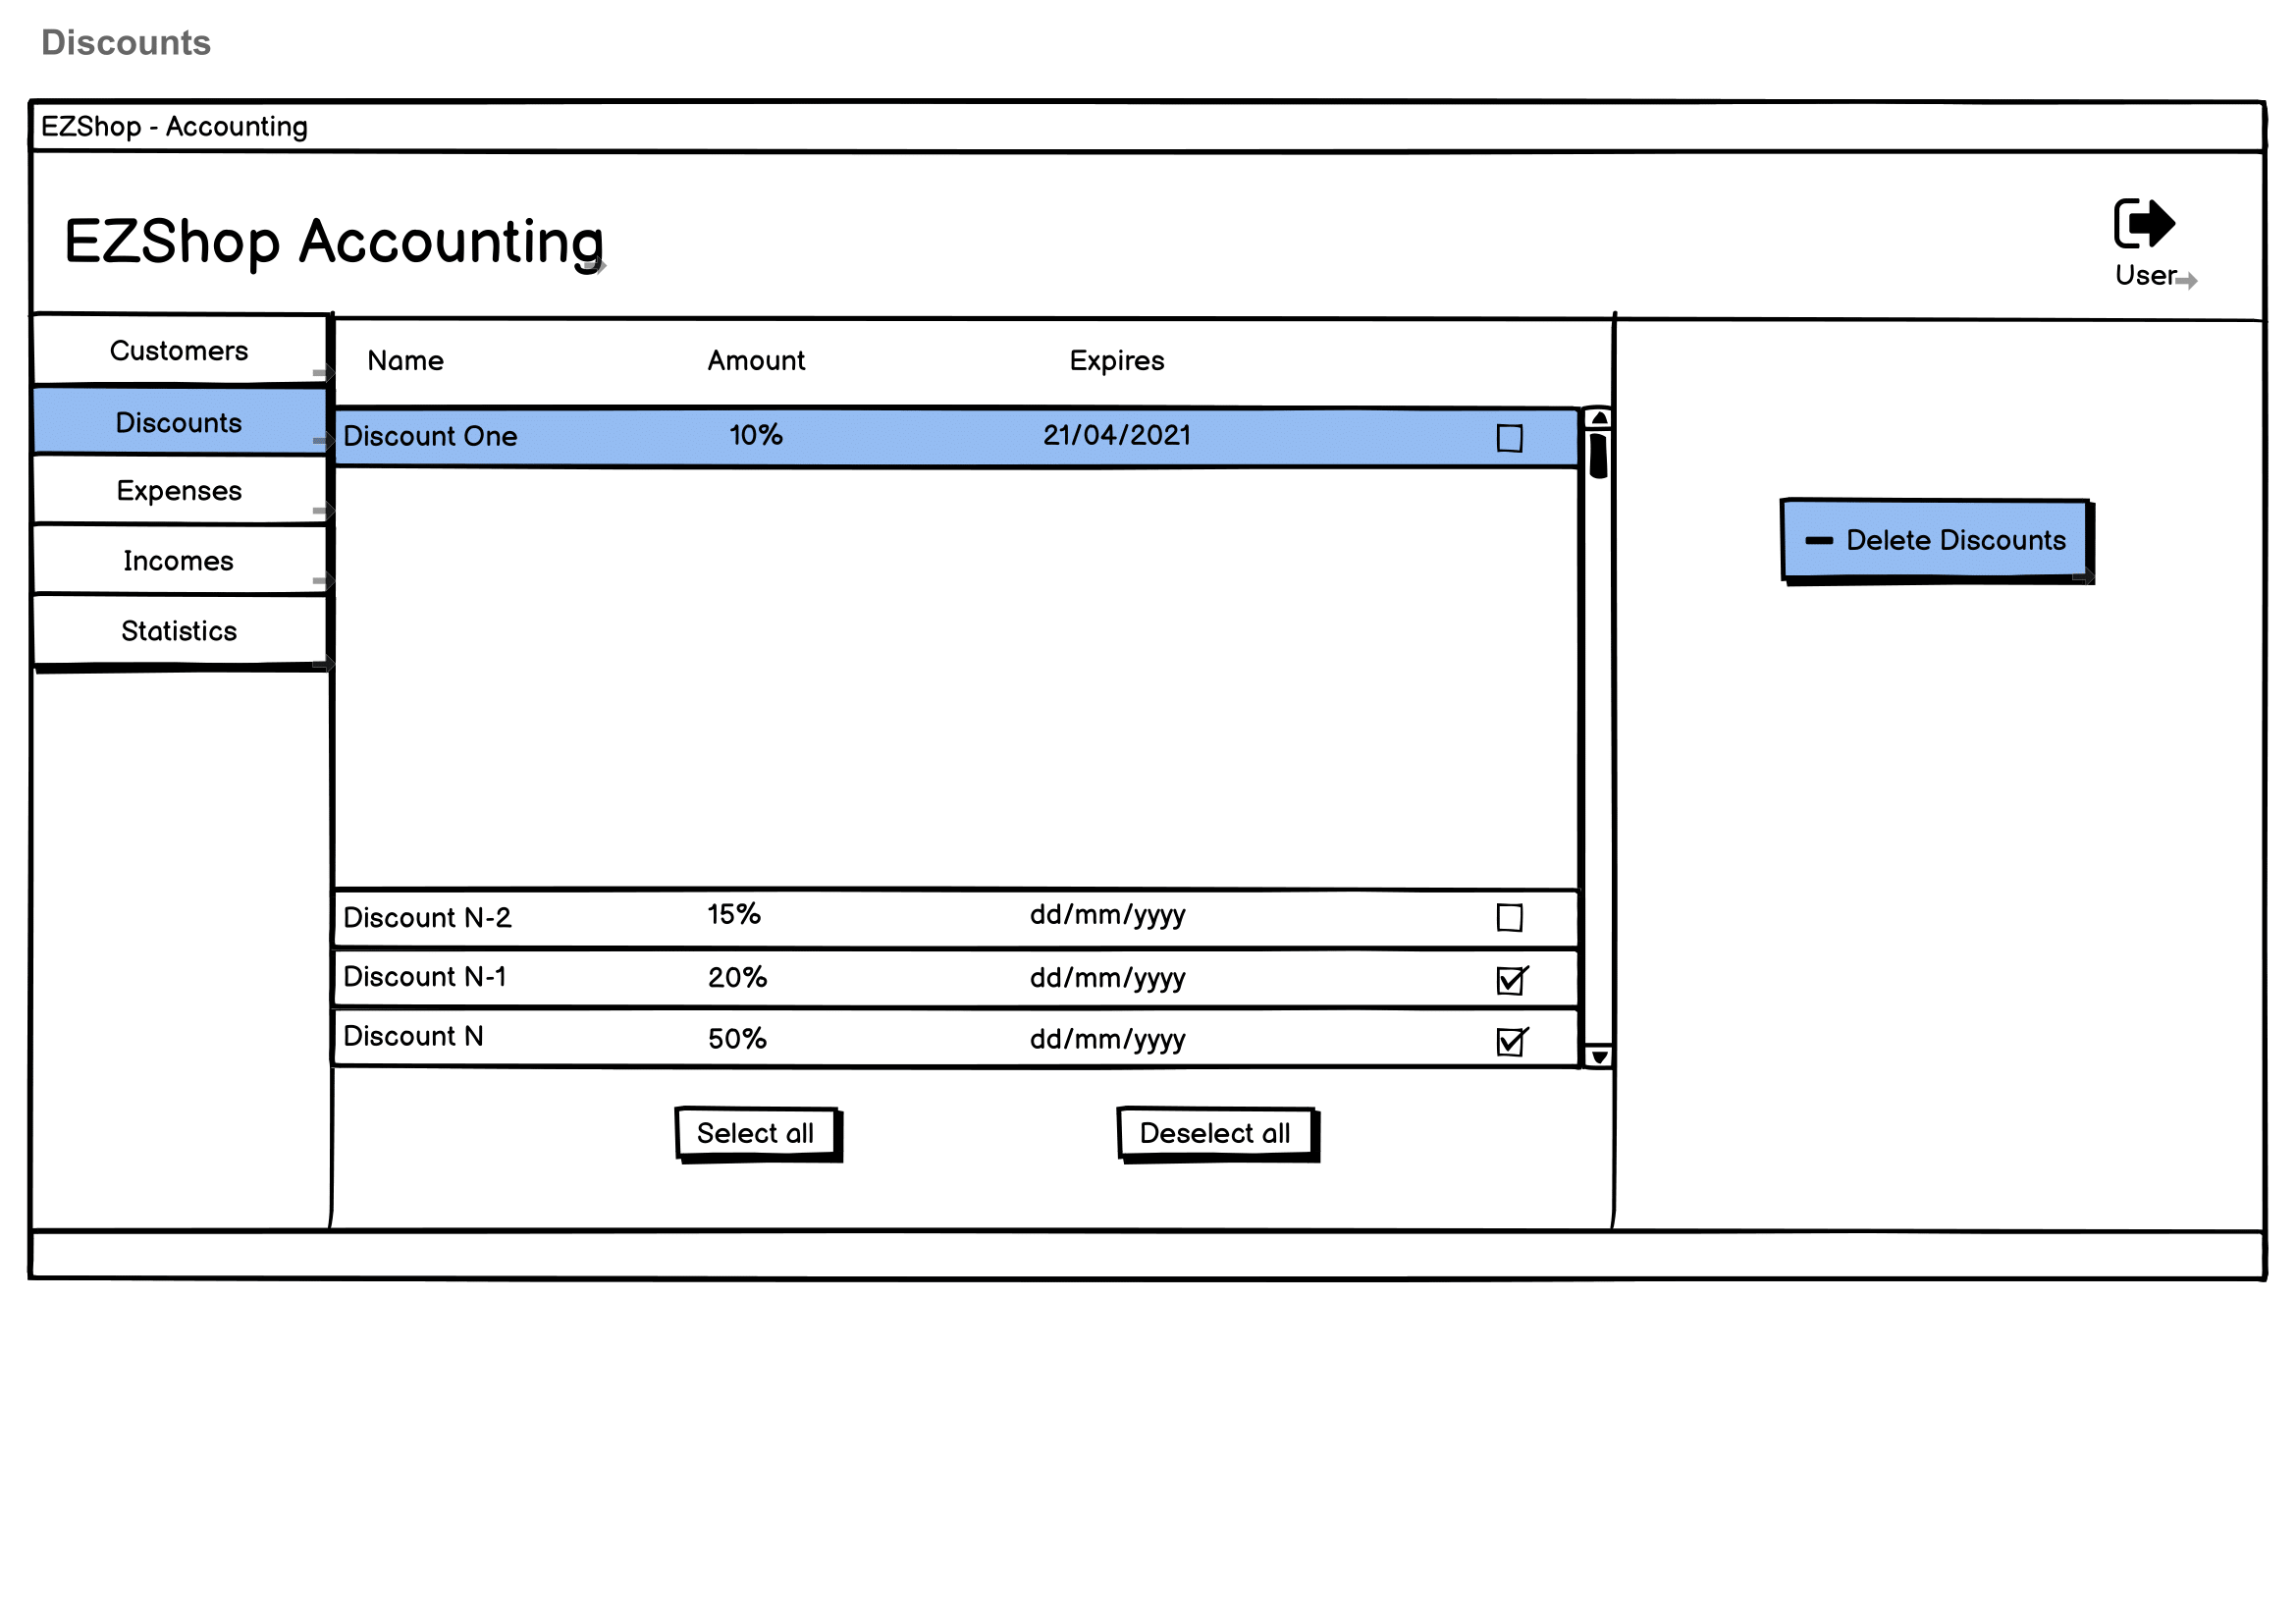 Discounts
EZShop - Accounting
EZShop Accounting
User
Customers
Discounts
Expenses
Incomes
Statistics
Name Amount Expires
Discount One 10% 21/04/2021
Discount N-2 15% dd/mm/yyyy
Discount N-1 20% dd/mm/yyyy
Discount N 50% dd/mm/yyyy
Select all Deselect all
Delete Discounts